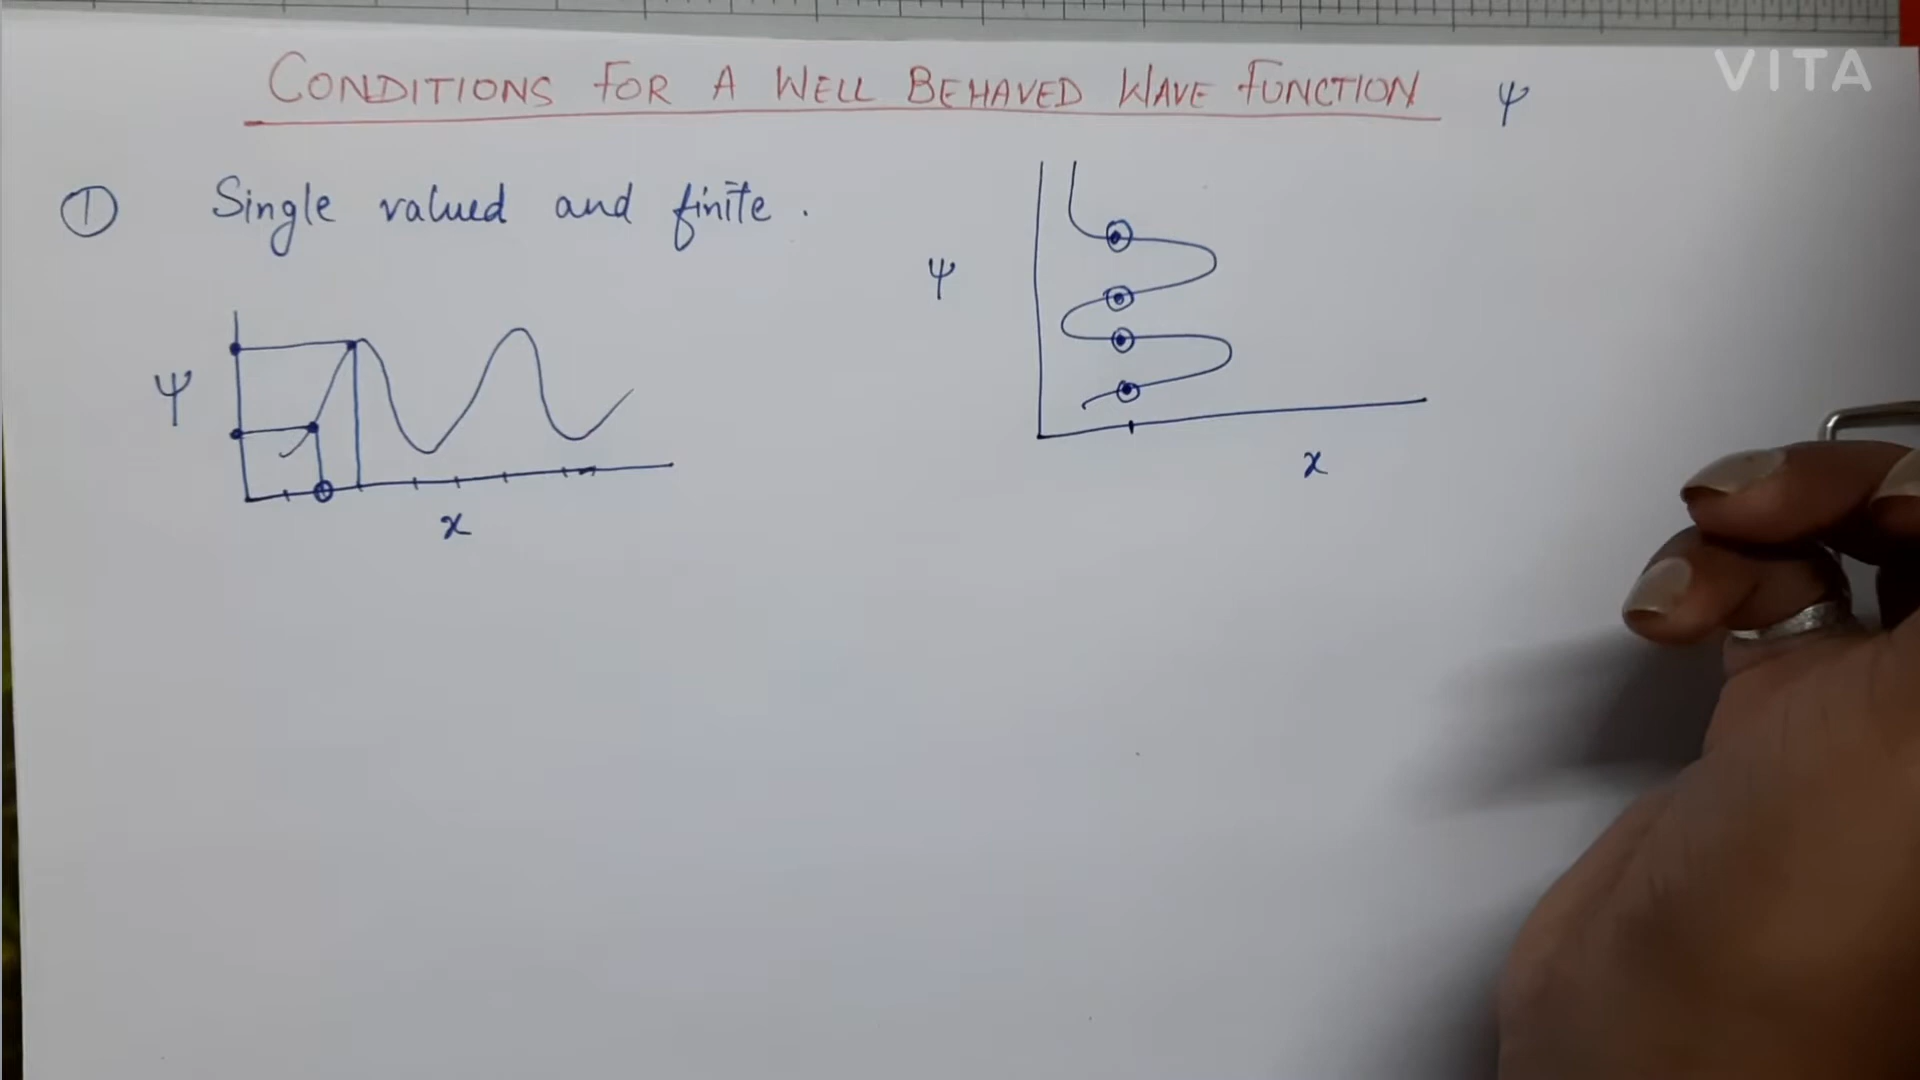 CONDITIONS FOR A WELL BEHAVED WAVE FUNCTION ψ
VITA
① Single valued and finite.
ψ
x
ψ
x